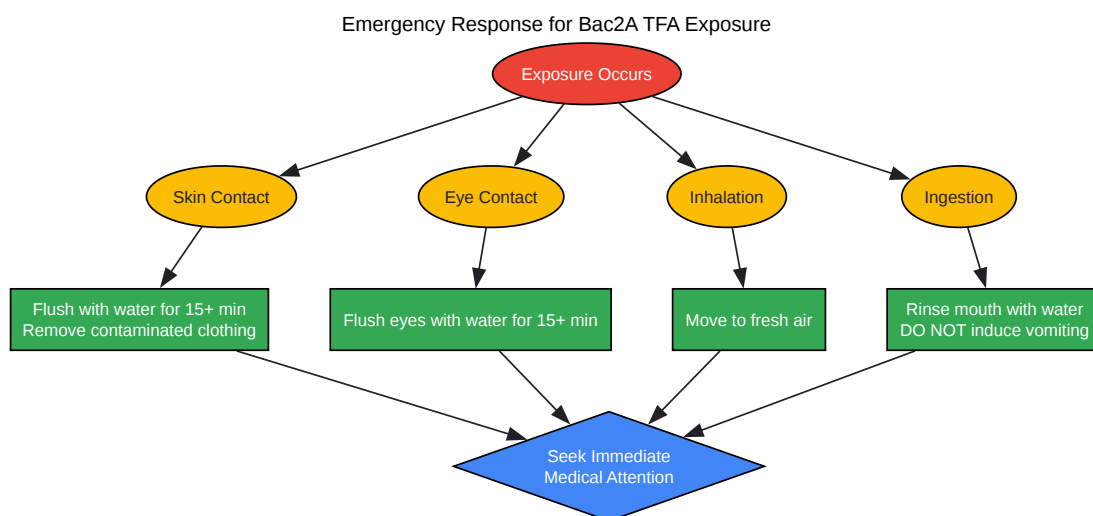 Emergency Response for Bac2A TFA Exposure
Exposure Occurs
Skin Contact
Eye Contact
Inhalation
Ingestion
Flush with water for 15+ min
Remove contaminated clothing
Flush eyes with water for 15+ min
Move to fresh air
Rinse mouth with water
DO NOT induce vomiting
Seek Immediate
Medical Attention